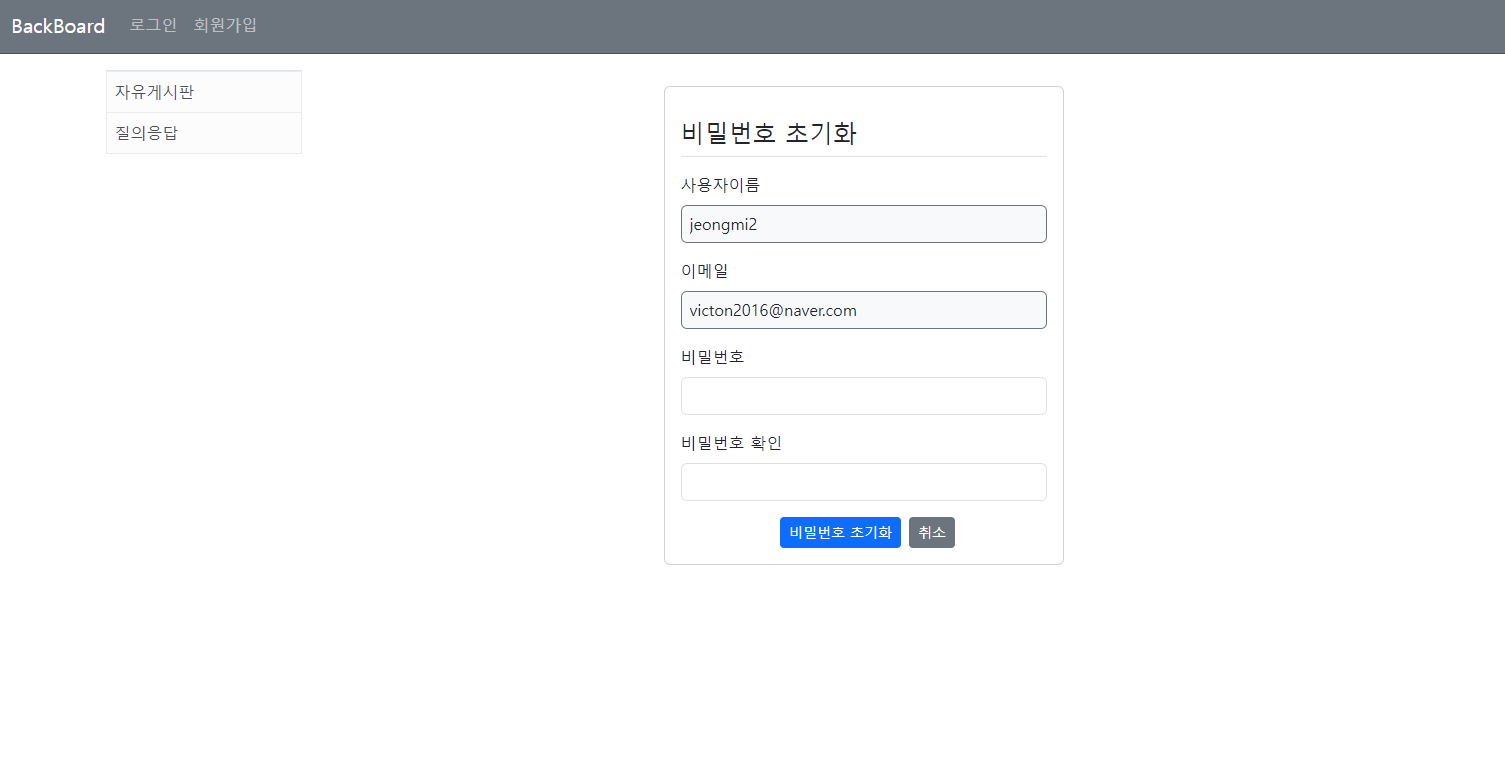 BackBoard 로그인 회원가입
자유게시판
질의응답
비밀번호 초기화
사용자이름
jeongmi2
이메일
victon2016@naver.com
비밀번호
비밀번호 확인
비밀번호 초기화 취소